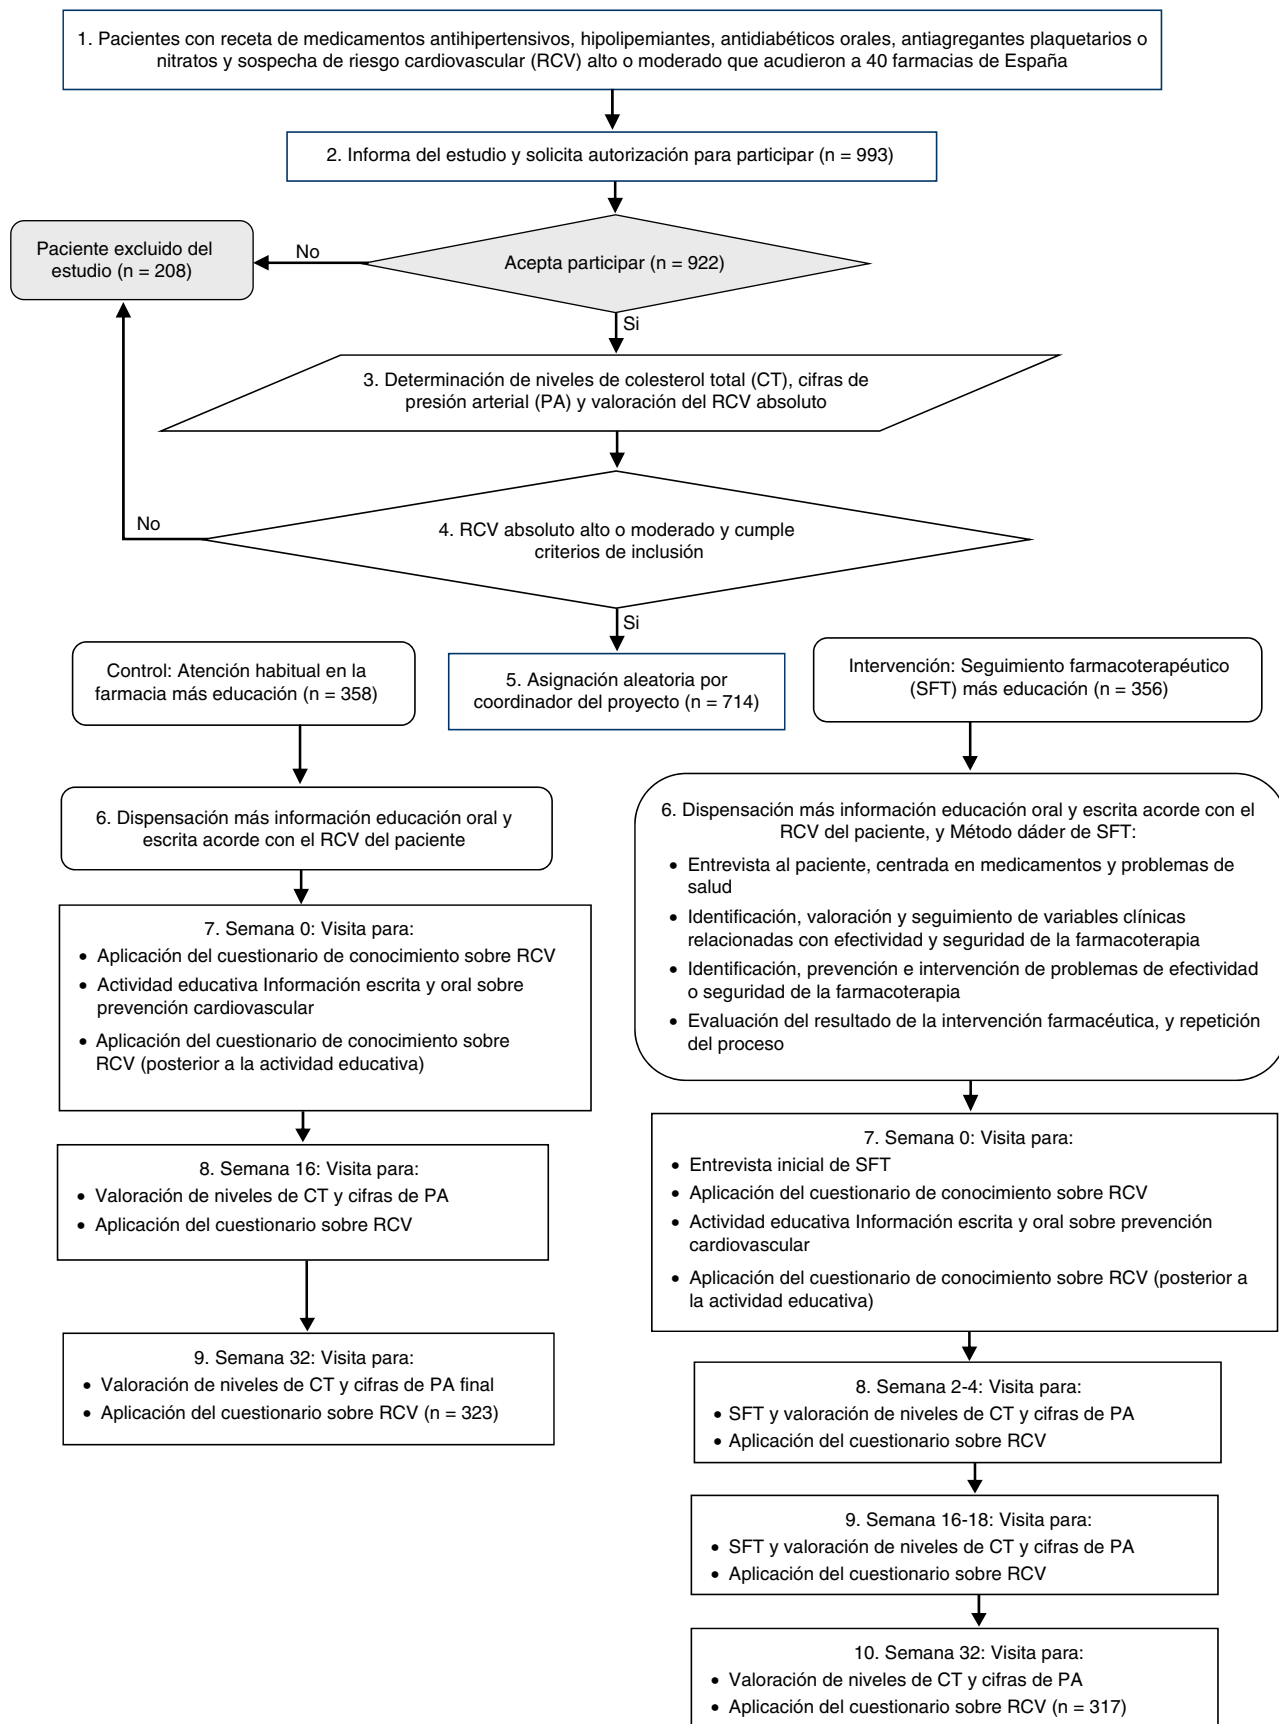 1. Pacientes con receta de medicamentos antihipertensivos, hipolipemiantes, antidiabéticos orales, antiagregantes plaquetarios o
nitratos y sospecha de riesgo cardiovascular (RCV) alto o moderado que acudieron a 40 farmacias de España
2. Informa del estudio y solicita autorización para participar (n = 993)
Paciente excluido del
estudio (n = 208)
No
Acepta participar (n = 922)
Si
3. Determinación de niveles de colesterol total (CT), cifras de
presión arterial (PA) y valoración del RCV absoluto
No
4. RCV absoluto alto o moderado y cumple
criterios de inclusión
Si
Control: Atención habitual en la
farmacia más educación (n = 358)
5. Asignación aleatoria por
coordinador del proyecto (n = 714)
Intervención: Seguimiento farmacoterapéutico
(SFT) más educación (n = 356)
6. Dispensación más información educación oral y
escrita acorde con el RCV del paciente
7. Semana 0: Visita para:
• Aplicación del cuestionario de conocimiento sobre RCV
• Actividad educativa Información escrita y oral sobre
prevención cardiovascular
• Aplicación del cuestionario de conocimiento sobre
RCV (posterior a la actividad educativa)
8. Semana 16: Visita para:
• Valoración de niveles de CT y cifras de PA
• Aplicación del cuestionario sobre RCV
9. Semana 32: Visita para:
• Valoración de niveles de CT y cifras de PA final
• Aplicación del cuestionario sobre RCV (n = 323)
6. Dispensación más información educación oral y escrita acorde con el
RCV del paciente, y Método dáder de SFT:
• Entrevista al paciente, centrada en medicamentos y problemas de
salud
• Identificación, valoración y seguimiento de variables clínicas
relacionadas con efectividad y seguridad de la farmacoterapia
• Identificación, prevención e intervención de problemas de efectividad
o seguridad de la farmacoterapia
• Evaluación del resultado de la intervención farmacéutica, y repetición
del proceso
7. Semana 0: Visita para:
• Entrevista inicial de SFT
• Aplicación del cuestionario de conocimiento sobre RCV
• Actividad educativa Información escrita y oral sobre prevención
cardiovascular
• Aplicación del cuestionario de conocimiento sobre RCV (posterior a
la actividad educativa)
8. Semana 2-4: Visita para:
• SFT y valoración de niveles de CT y cifras de PA
• Aplicación del cuestionario sobre RCV
9. Semana 16-18: Visita para:
• SFT y valoración de niveles de CT y cifras de PA
• Aplicación del cuestionario sobre RCV
10. Semana 32: Visita para:
• Valoración de niveles de CT y cifras de PA
• Aplicación del cuestionario sobre RCV (n = 317)